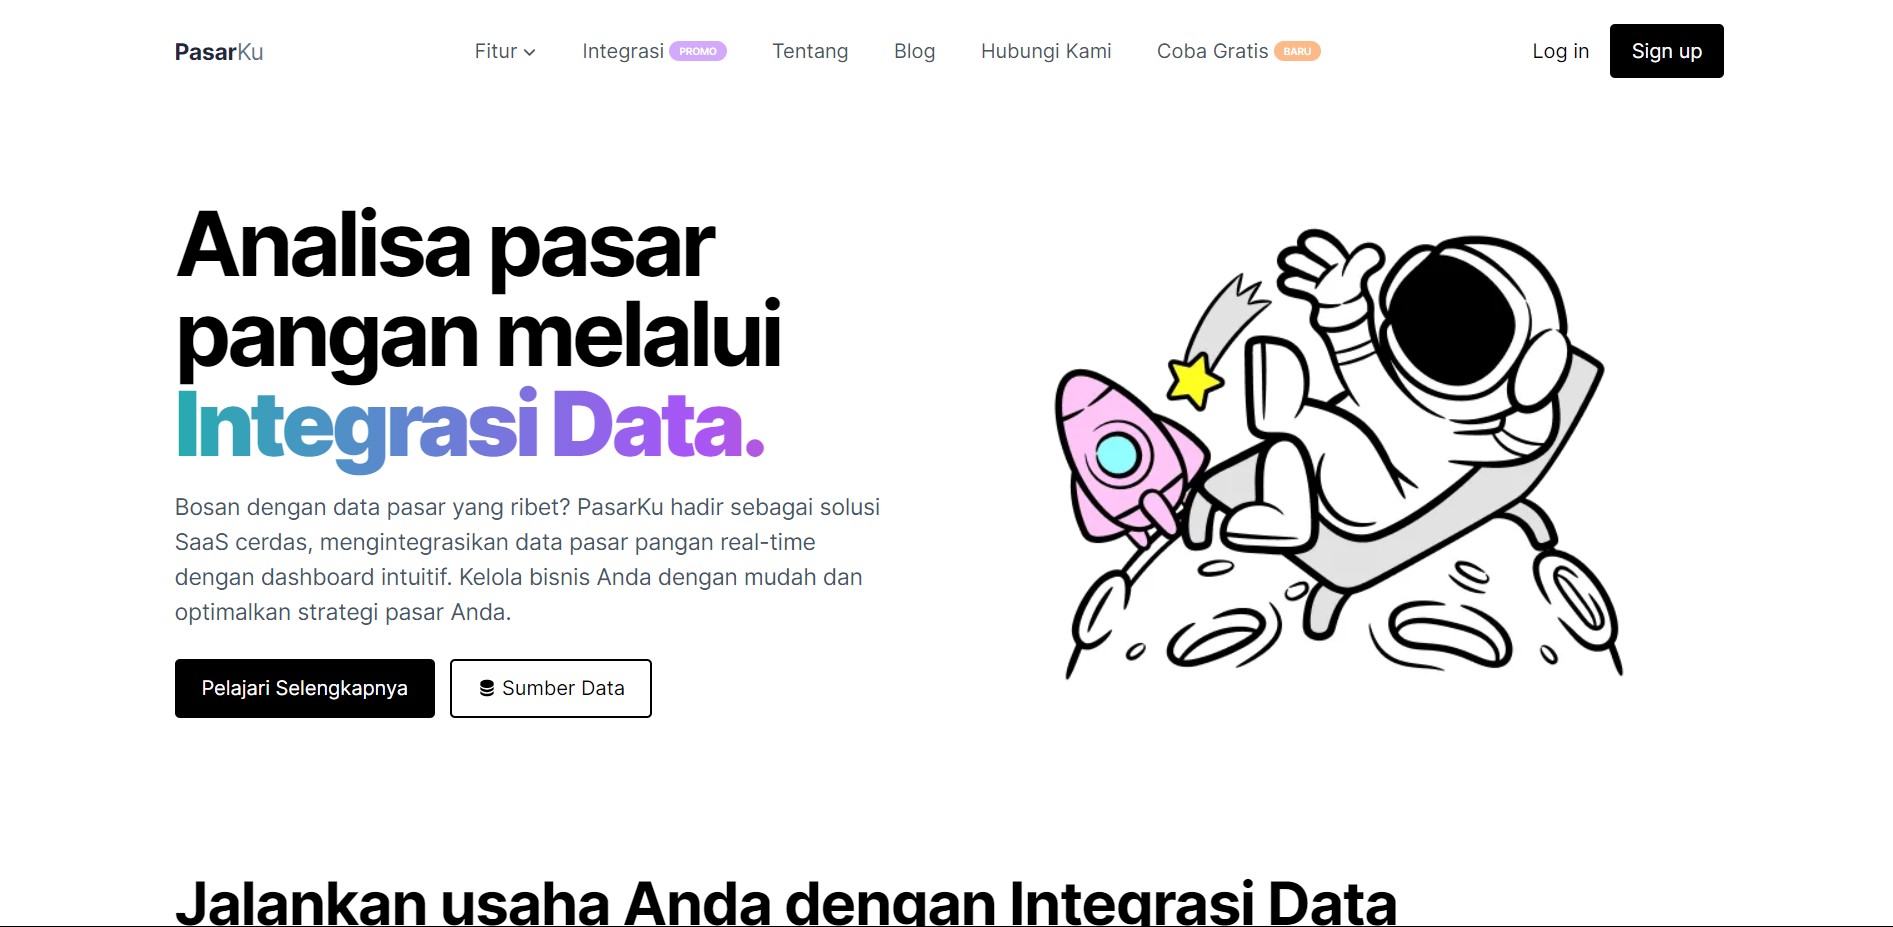 PasarKu
Fitur
Integrasi PROMO
Tentang
Blog
Hubungi Kami
Coba Gratis BARU
Log in
Sign up
Analisa pasar
pangan melalui
Integrasi Data.
Bosan dengan data pasar yang ribet? PasarKu hadir sebagai solusi
SaaS cerdas, mengintegrasikan data pasar pangan real-time
dengan dashboard intuitif. Kelola bisnis Anda dengan mudah dan
optimalkan strategi pasar Anda.
Pelajari Selengkapnya
Sumber Data
Jalankan usaha Anda dengan Integrasi Data